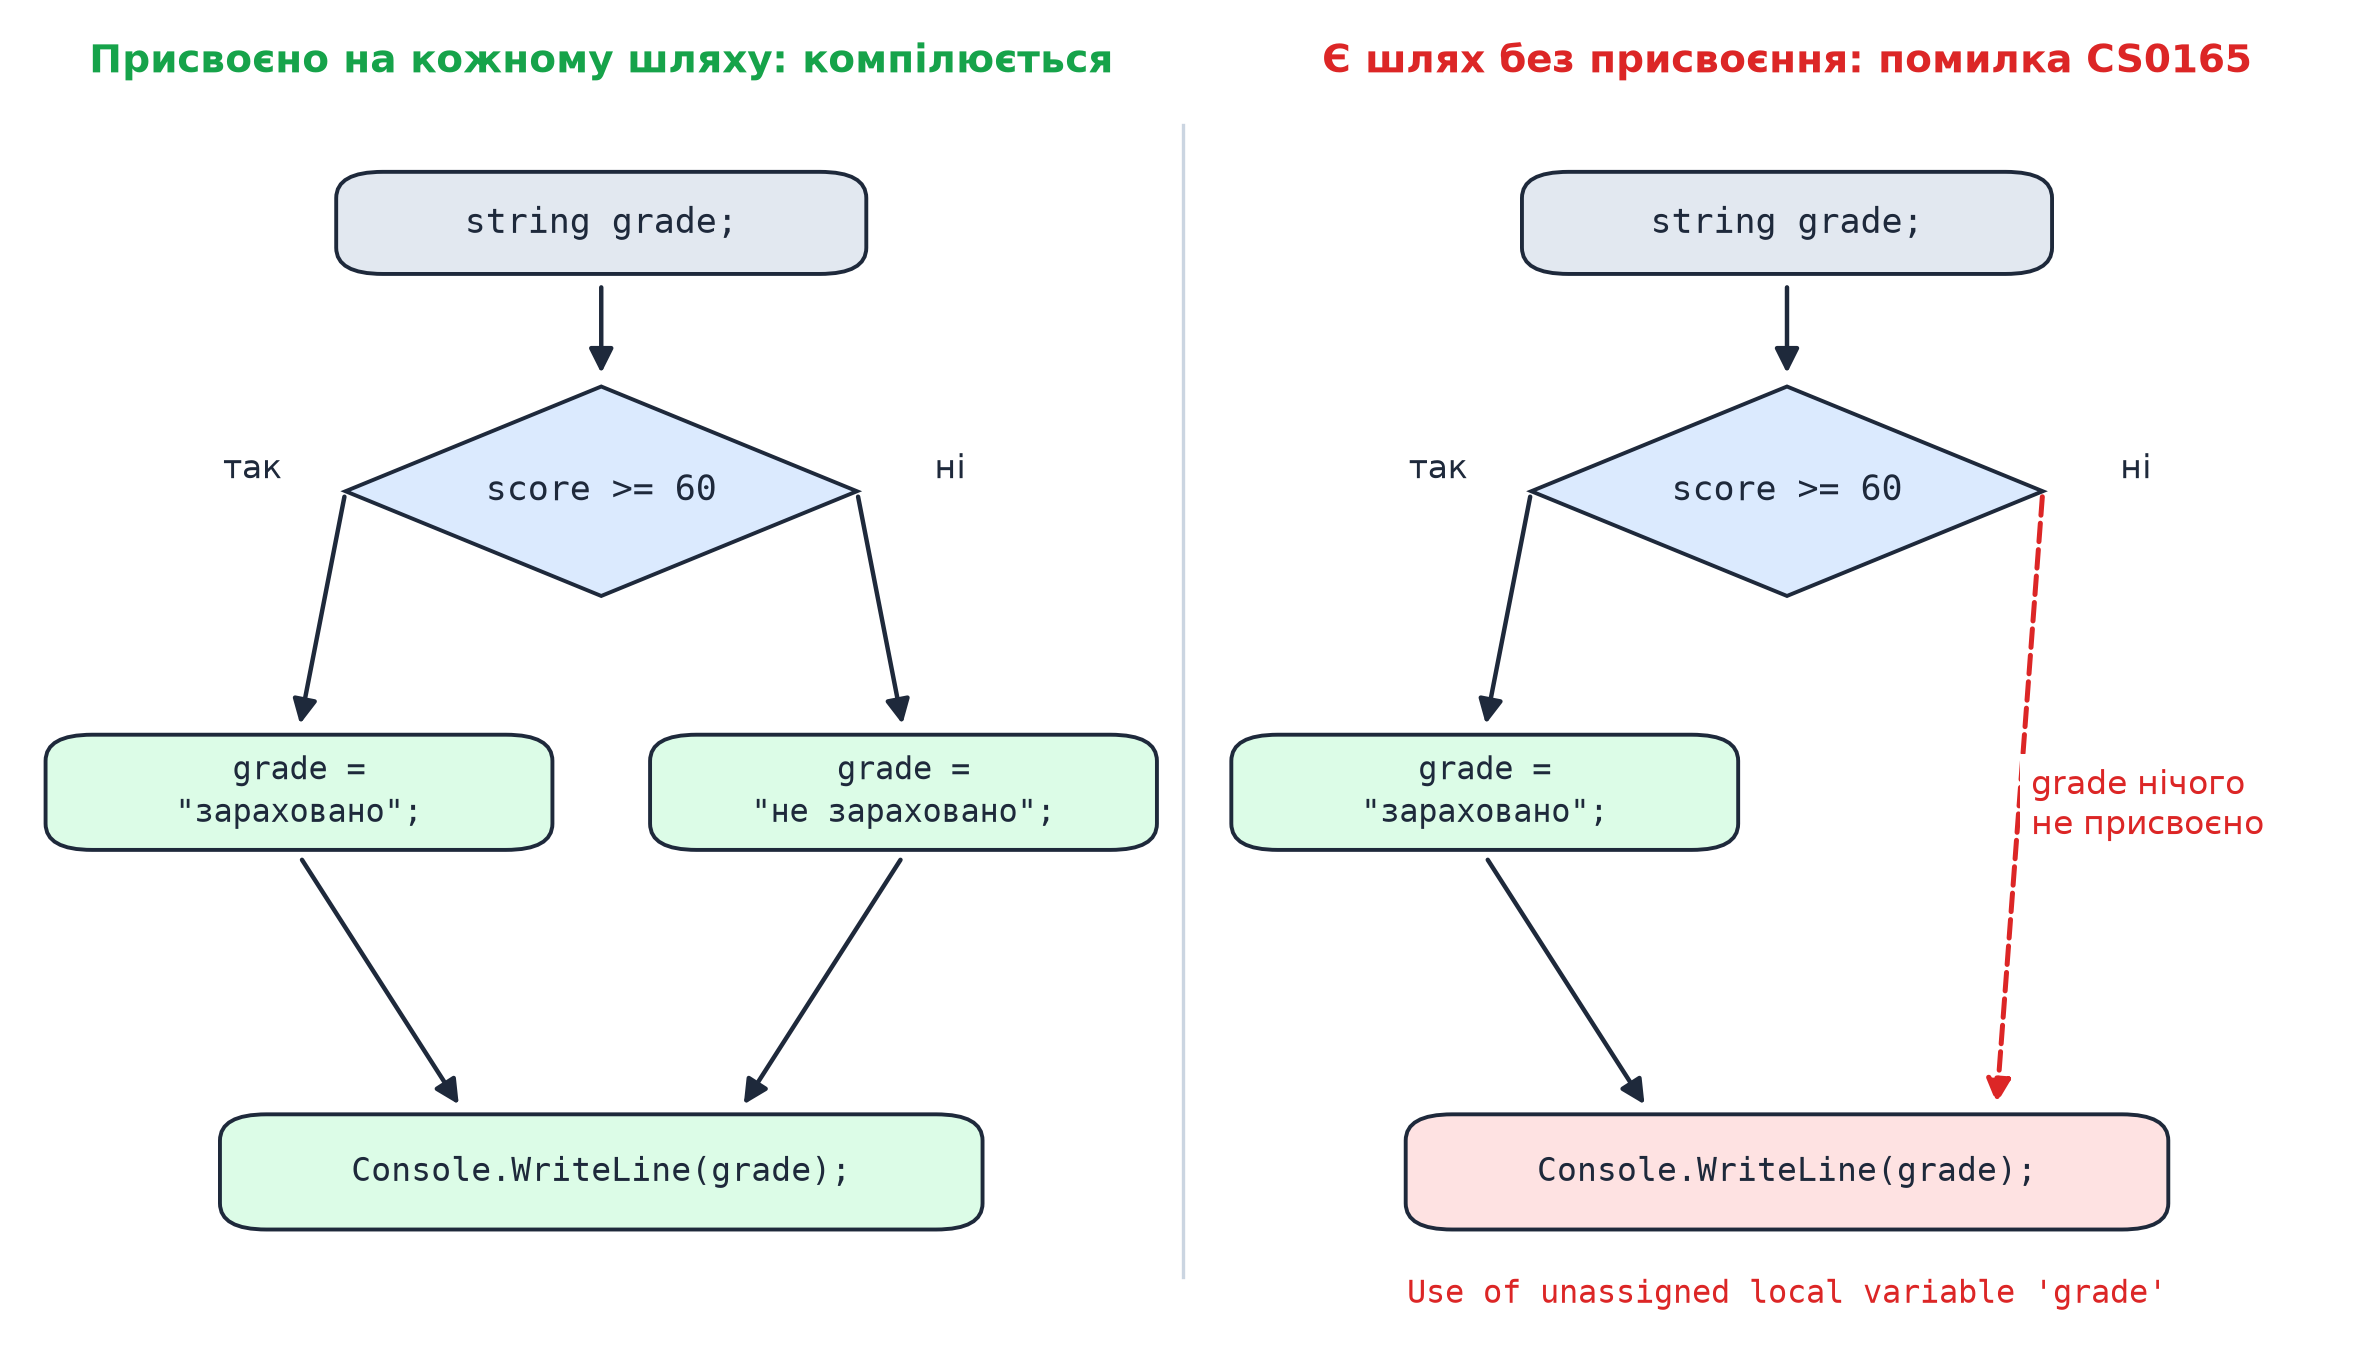 Присвоєно на кожному шляху: компілюється
string grade;
score >= 60
так
ні
grade =
"зараховано";
grade =
"не зараховано";
Console.WriteLine(grade);
Є шлях без присвоєння: помилка CS0165
string grade;
score >= 60
так
ні
grade =
"зараховано";
grade нічого
не присвоєно
Console.WriteLine(grade);
Use of unassigned local variable 'grade'